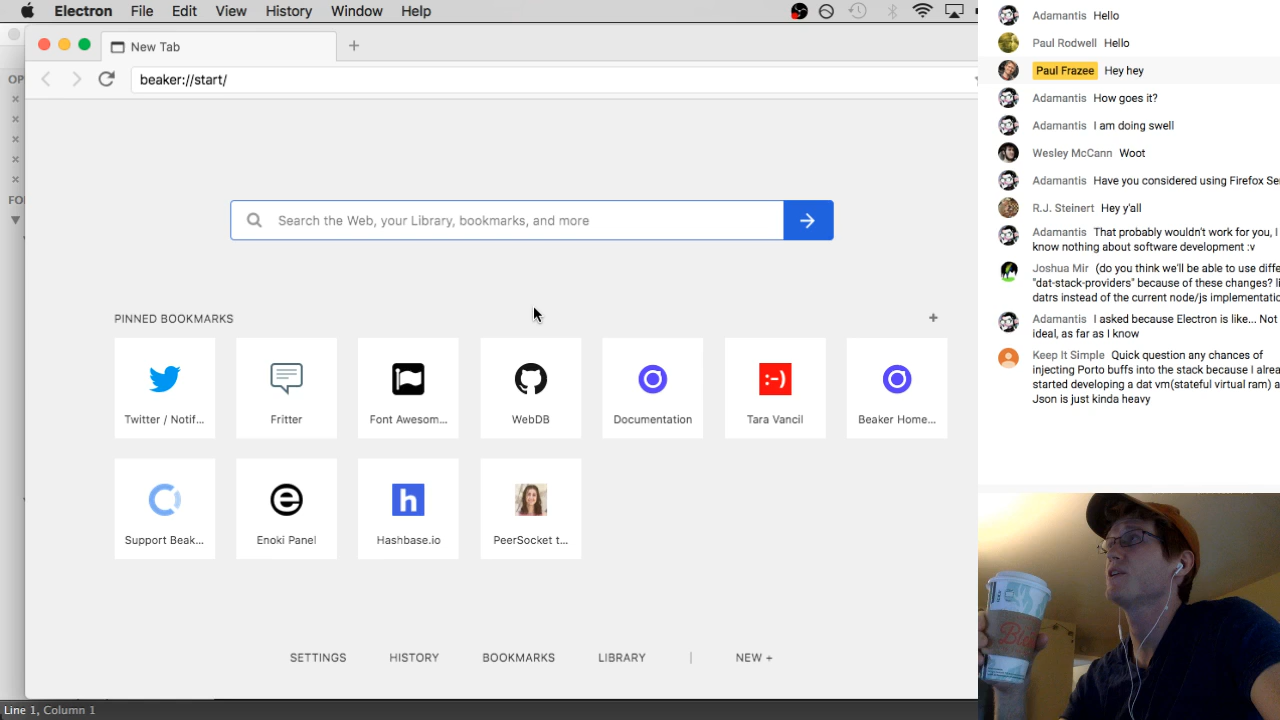 Electron File Edit View History Window Help
New Tab
beaker://start/
OP
FO
Search the Web, your Library, bookmarks, and more
PINNED BOOKMARKS
Twitter / Notif...
Fritter
Font Awesom...
WebDB
Documentation
:-)
Tara Vancil
Beaker Home...
Support Beak...
e
Enoki Panel
h
Hashbase.io
PeerSocket t...
SETTINGS HISTORY BOOKMARKS LIBRARY | NEW +
Line 1, Column 1
Adamantis Hello
Paul Rodwell Hello
Paul Frazee Hey hey
Adamantis How goes it?
Adamantis I am doing swell
Wesley McCann Woot
Adamantis Have you considered using Firefox Se
R.J. Steinert Hey y'all
Adamantis That probably wouldn't work for you, I
know nothing about software development :v
Joshua Mir (do you think we'll be able to use diffe
"dat-stack-providers" because of these changes? li
datrs instead of the current node/js implementatio
Adamantis I asked because Electron is like... Not
ideal, as far as I know
Keep It Simple Quick question any chances of
injecting Porto buffs into the stack because I alrea
started developing a dat vm(stateful virtual ram) a
Json is just kinda heavy